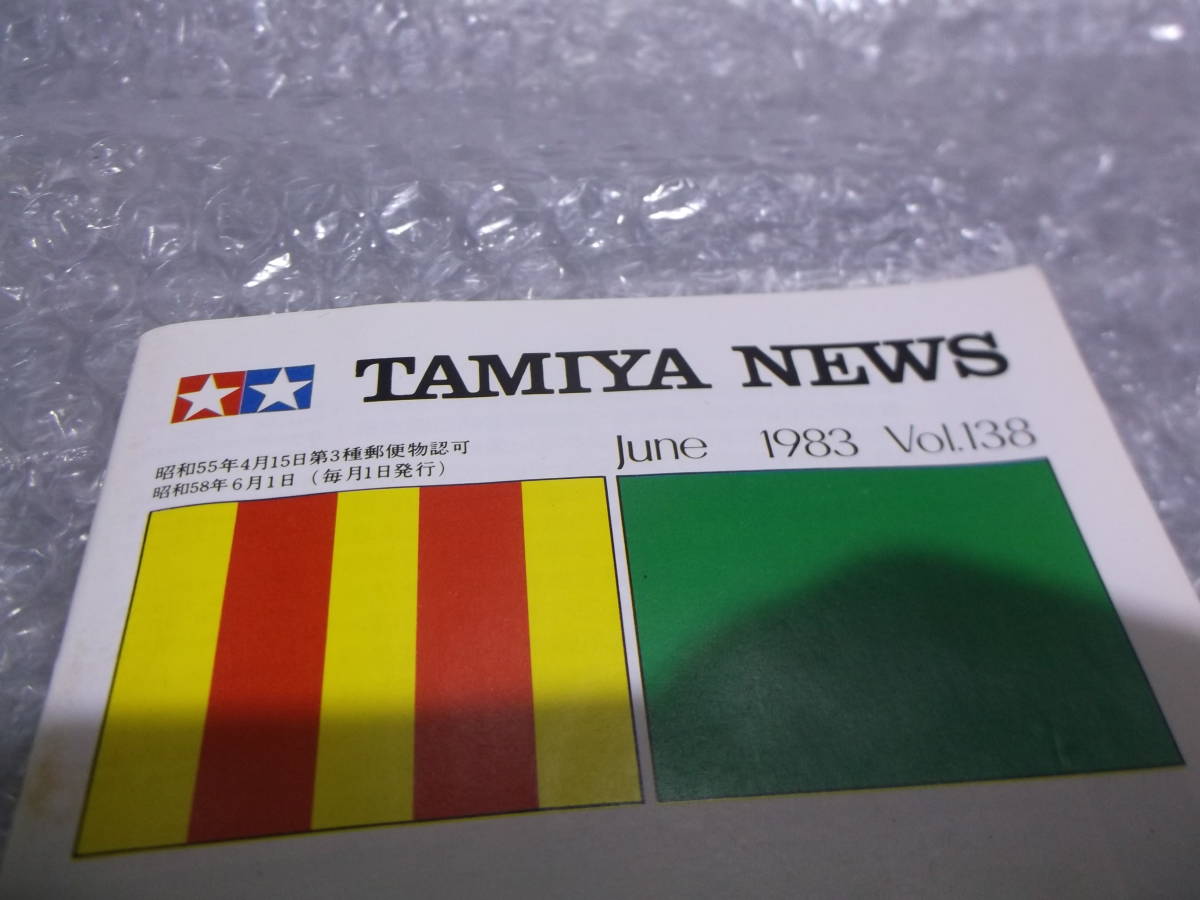 TAMIYA NEWS
昭和55年4月15日第3種郵便物認可
昭和58年6月1日（毎月1日発行）
June 1983 Vol.138